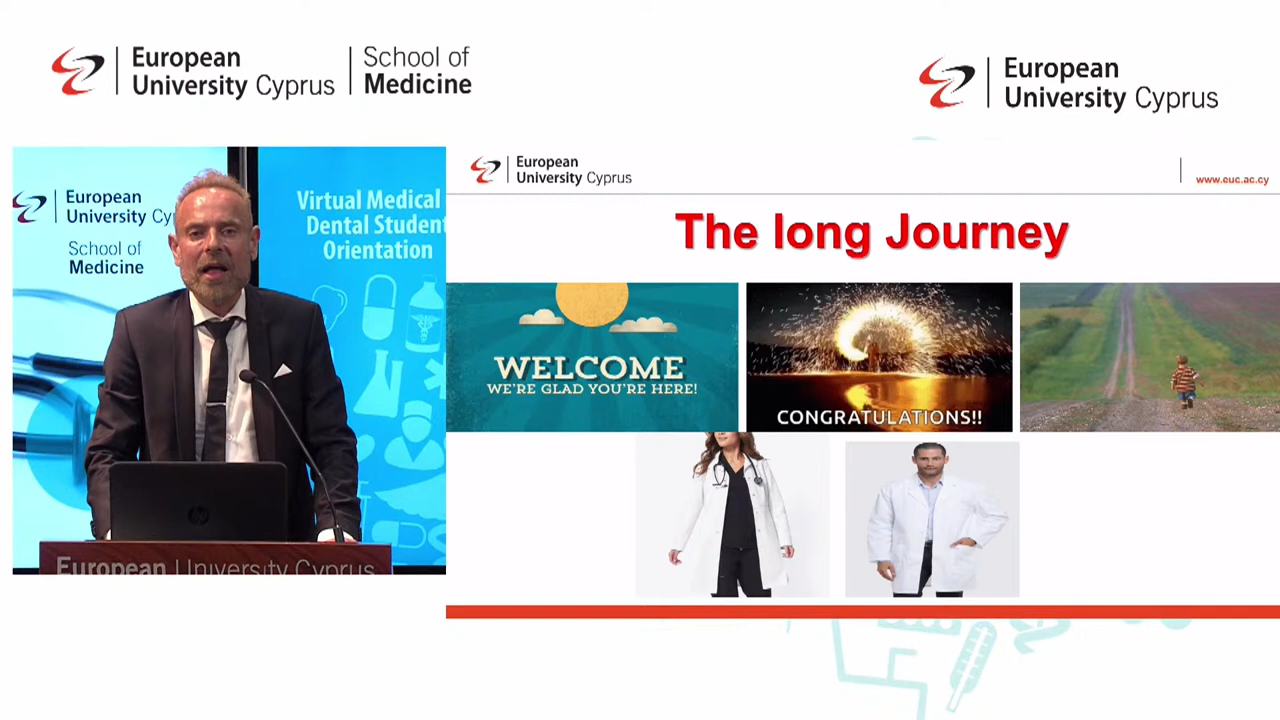 European
University Cyprus
School of
Medicine
European
University Cyprus
European
University Cy
School of
Medicine
Virtual Medical
Dental Student
Orientation
European University Cyprus
European
University Cyprus
www.euc.ac.cy
The long Journey
WELCOME
WE'RE GLAD YOU'RE HERE!
CONGRATULATIONS!!
hp